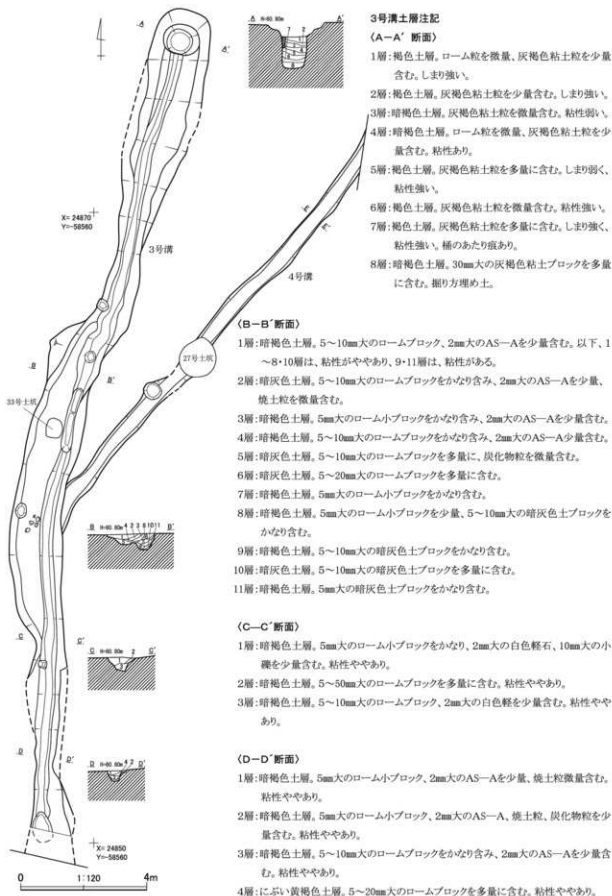 3号溝土層注記
〈A-A′断面〉
1層:褐色土層。ローム粒を微量、灰褐色粘土粒を少量
含む。しまり強い。
2層:褐色土層。灰褐色粘土粒を少量含む。しまり強い。
3層:暗褐色土層。灰褐色粘土粒を微量含む。粘性弱い。
4層:暗褐色土層。ローム粒を微量、灰褐色粘土粒を少
量含む。粘性あり。
5層:褐色土層。灰褐色粘土粒を多量に含む。しまり弱く、
粘性強い。
6層:褐色土層。灰褐色粘土粒を微量含む。粘性強い。
7層:褐色土層。灰褐色粘土粒を多量に含む。しまり強く、
粘性強い。桶のあたり痕あり。
8層:暗褐色土層。30㎜大の灰褐色粘土ブロックを多量
に含む。掘り方埋め土。
〈B-B′断面〉
1層:暗褐色土層。5〜10㎜大のロームブロック、2㎜大のAS―Aを少量含む。以下、1
〜8・10層は、粘性がややあり、9・11層は、粘性がある。
2層:暗灰色土層。5〜10㎜大のロームブロックをかなり含み、2㎜大のAS―Aを少量、
焼土粒を微量含む。
3層:暗褐色土層。5㎜大のローム小ブロックをかなり含み、2㎜大のAS―Aを少量含む。
4層:暗褐色土層。5〜10㎜大のロームブロックをかなり含み、2㎜大のAS―A少量含む。
5層:暗灰色土層。5〜10㎜大のロームブロックを多量に、炭化物粒を微量含む。
6層:暗灰色土層。5〜20㎜大のロームブロックを多量に含む。
7層:暗褐色土層。5㎜大のローム小ブロックをかなり含む。
8層:暗褐色土層。5㎜大のローム小ブロックを少量、5〜10㎜大の暗灰色土ブロックを
かなり含む。
9層:暗褐色土層。5〜10㎜大の暗灰色土ブロックをかなり含む。
10層:暗褐色土層。5〜10㎜大の暗灰色土ブロックを多量に含む。
11層:暗褐色土層。5㎜大の暗灰色土ブロックをかなり含む。
〈C―C′断面〉
1層:暗褐色土層。5㎜大のローム小ブロックをかなり、2㎜大の白色軽石、10㎜大の小
礫を少量含む。粘性ややあり。
2層:暗褐色土層。5〜50㎜大のロームブロックを多量に含む。粘性ややあり。
3層:暗褐色土層。5〜10㎜大のロームブロック、2㎜大の白色軽を少量含む。粘性やや
あり。
〈D―D′断面〉
1層:暗褐色土層。5㎜大のローム小ブロック、2㎜大のAS―Aを少量、焼土粒微量含む。
粘性ややあり。
2層:暗褐色土層。5㎜大のローム小ブロック、2㎜大のAS―A、焼土粒、炭化物粒を少
量含む。粘性ややあり。
3層:暗褐色土層。5〜10㎜大のロームブロックをかなり含み、2㎜大のAS―Aを少量含
む。粘性ややあり。
4層:にぶい黄褐色土層。5〜20㎜大のロームブロックを多量に含む。粘性ややあり。
A A′
A H=80.80m A′
X= 24870
Y=-58560
3号溝
4号溝
E E′
27号土坑
33号土坑
B B′
B H=80.80m B′
C C′
C H=80.80m C′
D D′
D H=80.60m D′
X= 24850
Y=-58560
0 1:120 4m